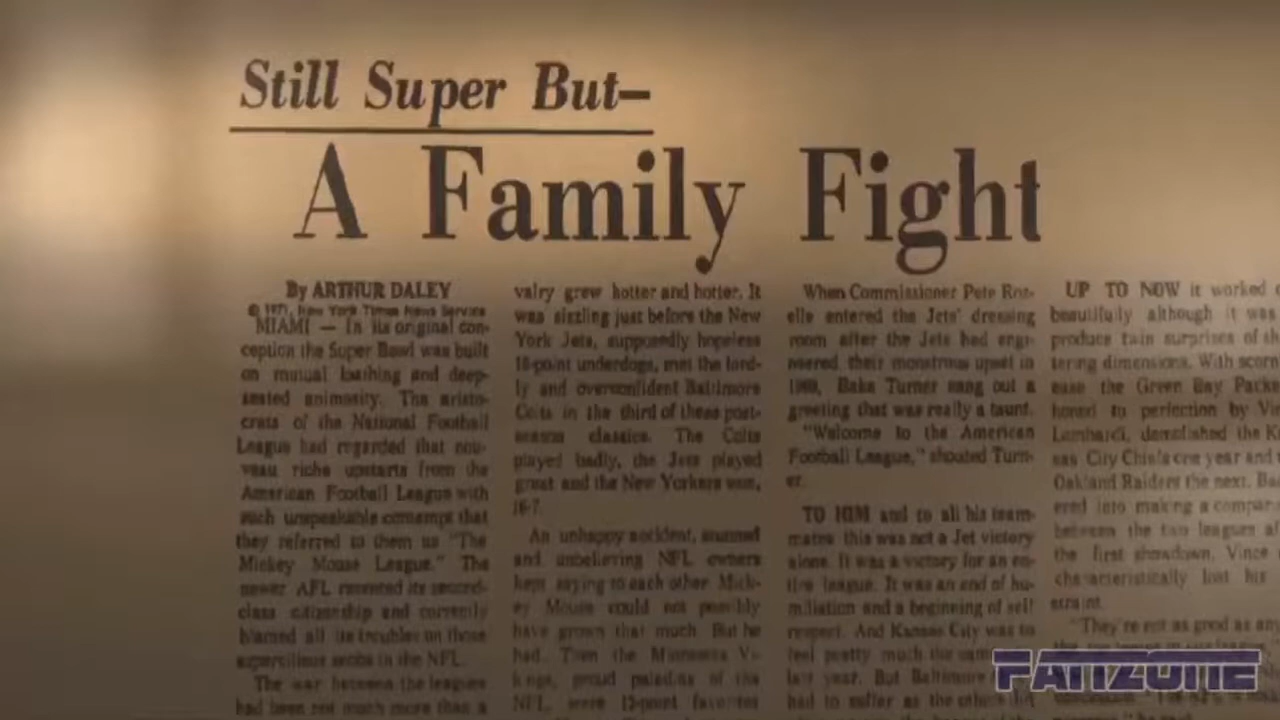 Still Super But—
A Family Fight
By ARTHUR DALEY
© 1971, New York Times News Service
MIAMI — In its original con-
ception the Super Bowl was built
on mutual loathing and deep-
seated animosity. The aristo-
crats of the National Football
League had regarded that nou-
veau riche upstarts from the
American Football League with
such unspeakable contempt that
they referred to them as "The
Mickey Mouse League." The
newer AFL resented its second-
class citizenship and currently
blamed all its troubles on those
supercilious snobs in the NFL.
The war between the leagues
had been not much more than a
valry grew hotter and hotter. It
was sizzling just before the New
York Jets, supposedly hopeless
18-point underdogs, met the lord-
ly and overconfident Baltimore
Colts in the third of these post-
season classics. The Colts
played badly, the Jets played
great and the New Yorkers won,
16-7.
An unhappy accident, stunned
and unbelieving NFL owners
kept saying to each other. Mick-
ey Mouse could not possibly
have grown that much. But he
had. Then the Minnesota Vi-
kings, proud paladins of the
NFL, were 13-point favorites
When Commissioner Pete Roz-
elle entered the Jets' dressing
room after the Jets had engi-
neered their monstrous upset in
1969, Bake Turner sang out a
greeting that was really a taunt.
"Welcome to the American
Football League," shouted Turn-
er.
TO HIM and to all his team-
mates this was not a Jet victory
alone. It was a victory for an en-
tire league. It was an end of hu-
miliation and a beginning of self
respect. And Kansas City was to
feel pretty much the same
last year. But Baltimore
had to suffer as the others did
UP TO NOW it worked
beautifully although it was
produce twin surprises of
tering dimensions. With scorn
ease the Green Bay Packe
honed to perfection by Vi
Lombardi, demolished the K
sas City Chiefs one year and
Oakland Raiders the next. Ba
ered into making a compar
between the two leagues a
the first showdown, Vince
characteristically lost his
straint.
"They're not as good as any
FANZONE